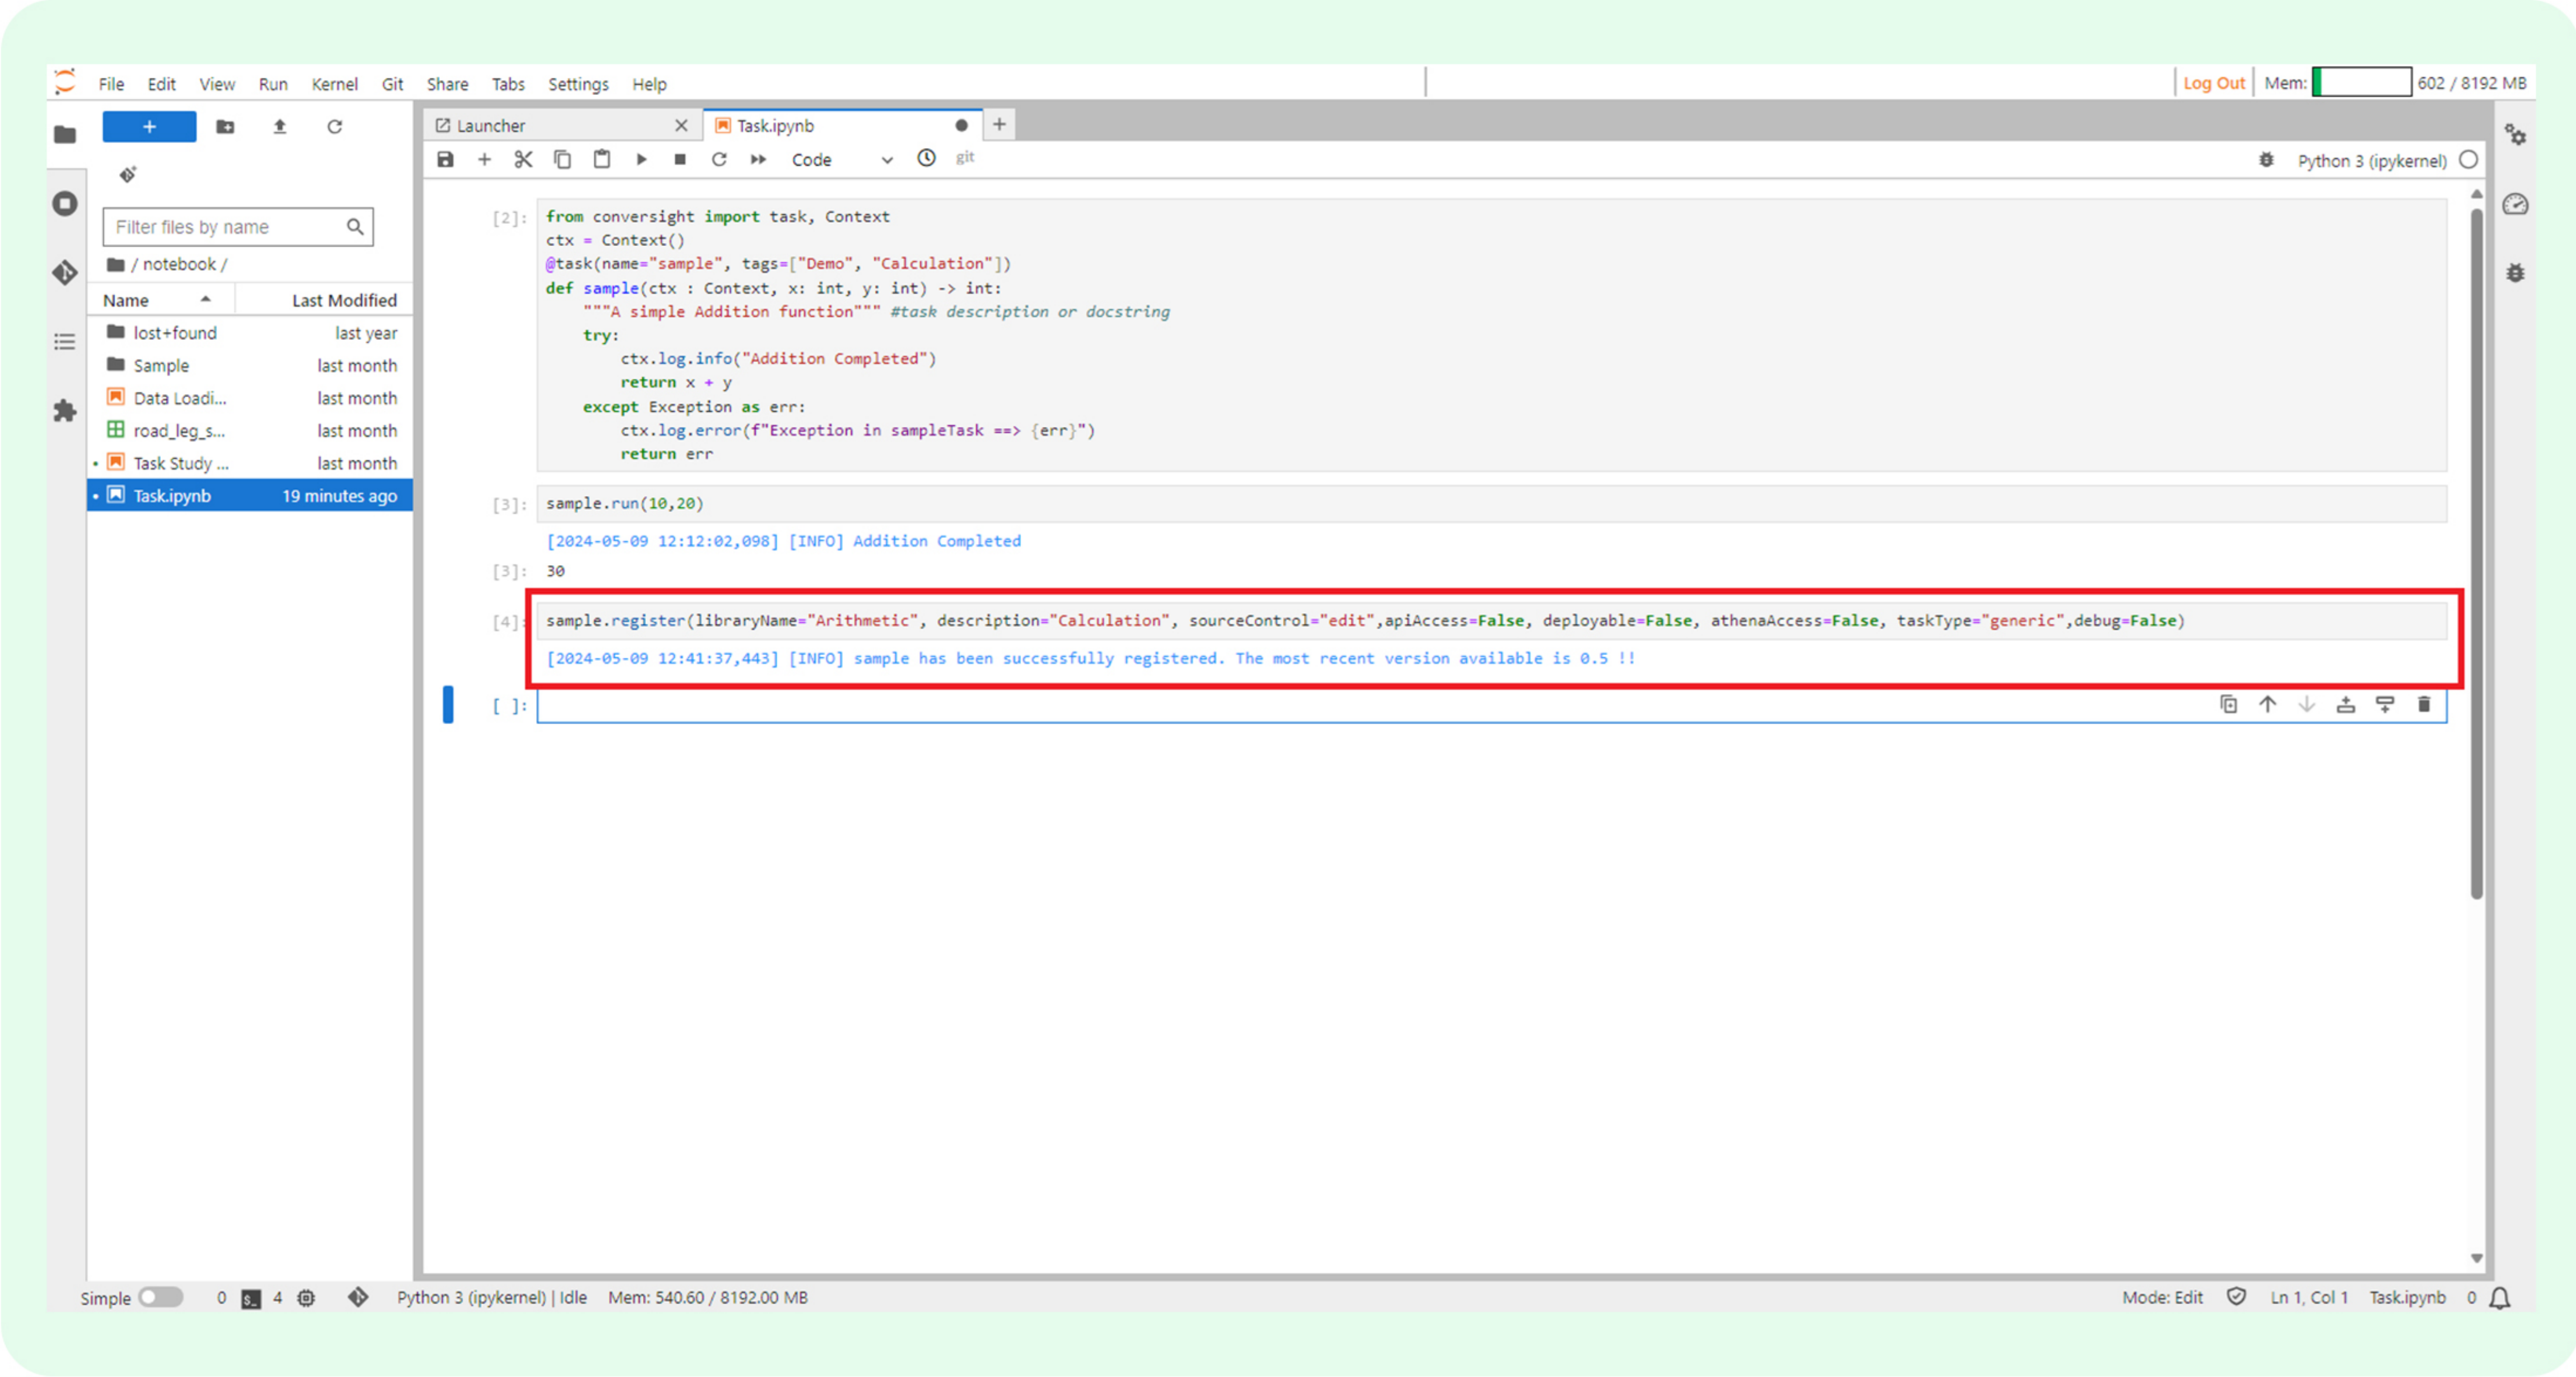 File Edit View Run Kernel Git Share Tabs Settings Help
Log Out Mem: 602 / 8192 MB
+
Filter files by name
/ notebook /
Name Last Modified
lost+found last year
Sample last month
Data Loadi... last month
road_leg_s... last month
Task Study ... last month
Task.ipynb 19 minutes ago
Launcher Task.ipynb
Code git Python 3 (ipykernel)
[2]: from conversight import task, Context
ctx = Context()
@task(name="sample", tags=["Demo", "Calculation"])
def sample(ctx : Context, x: int, y: int) -> int:
"""A simple Addition function""" #task description or docstring
try:
ctx.log.info("Addition Completed")
return x + y
except Exception as err:
ctx.log.error(f"Exception in sampleTask ==> {err}")
return err
[3]: sample.run(10,20)
[2024-05-09 12:12:02,098] [INFO] Addition Completed
[3]: 30
[4]: sample.register(libraryName="Arithmetic", description="Calculation", sourceControl="edit",apiAccess=False, deployable=False, athenaAccess=False, taskType="generic",debug=False)
[2024-05-09 12:41:37,443] [INFO] sample has been successfully registered. The most recent version available is 0.5 !!
[ ]:
Simple 0 $_ 4 Python 3 (ipykernel) | Idle Mem: 540.60 / 8192.00 MB Mode: Edit Ln 1, Col 1 Task.ipynb 0